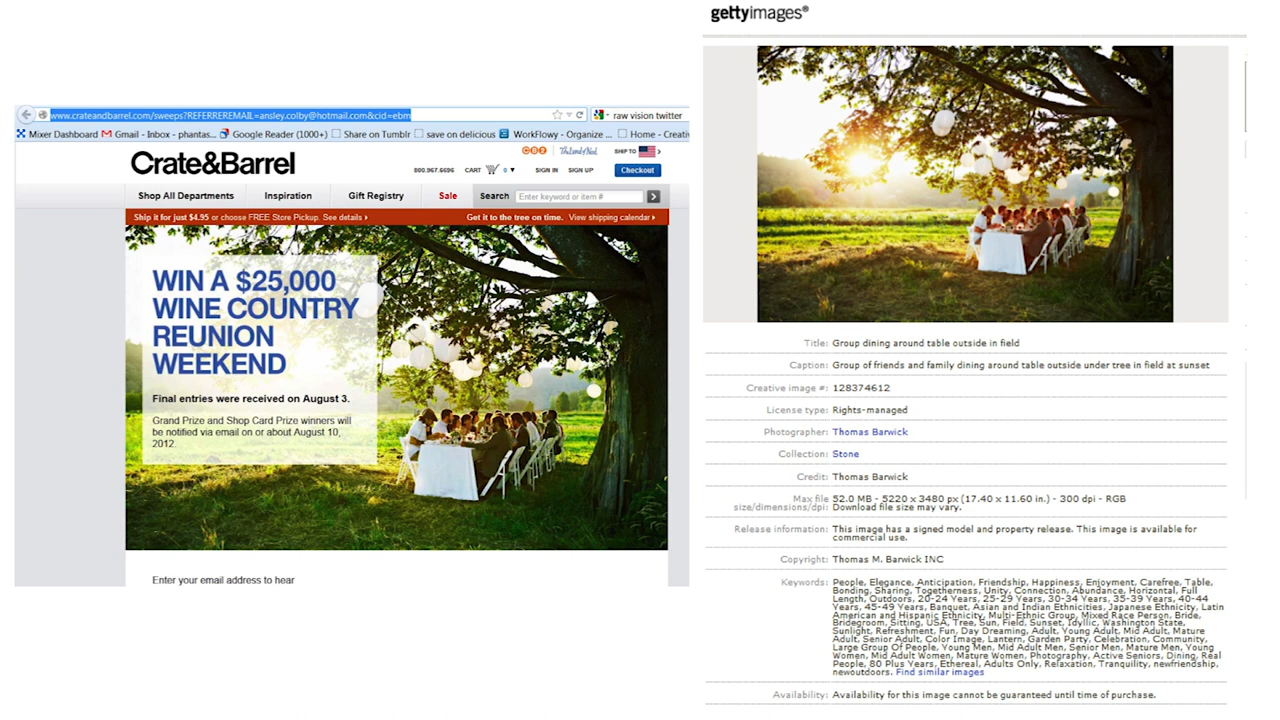 www.crateandbarrel.com/sweeps?REFERREREMAIL=ansley.colby@hotmail.com&cid=ebm
raw vision twitter
Mixer Dashboard Gmail - Inbox - phantas... Google Reader (1000+) Share on Tumblr save on delicious WorkFlowy - Organize ... Home - Creati
Crate&Barrel
CB2 The Land of Nod SHIP TO
800.967.6696 CART 0 SIGN IN SIGN UP Checkout
Shop All Departments Inspiration Gift Registry Sale Search Enter keyword or item #
Ship it for just $4.95 or choose FREE Store Pickup. See details Get it to the tree on time. View shipping calendar
WIN A $25,000
WINE COUNTRY
REUNION
WEEKEND
Final entries were received on August 3.
Grand Prize and Shop Card Prize winners will
be notified via email on or about August 10,
2012.
Enter your email address to hear
gettyimages®
Title: Group dining around table outside in field
Caption: Group of friends and family dining around table outside under tree in field at sunset
Creative image #: 128374612
License type: Rights-managed
Photographer: Thomas Barwick
Collection: Stone
Credit: Thomas Barwick
Max file size/dimensions/dpi: 52.0 MB - 5220 x 3480 px (17.40 x 11.60 in.) - 300 dpi - RGB
Download file size may vary.
Release information: This image has a signed model and property release. This image is available for
commercial use.
Copyright: Thomas M. Barwick INC
Keywords: People, Elegance, Anticipation, Friendship, Happiness, Enjoyment, Carefree, Table,
Bonding, Sharing, Togetherness, Unity, Connection, Abundance, Horizontal, Full
Length, Outdoors, 20-24 Years, 25-29 Years, 30-34 Years, 35-39 Years, 40-44
Years, 45-49 Years, Banquet, Asian and Indian Ethnicities, Japanese Ethnicity, Latin
American and Hispanic Ethnicity, Multi-Ethnic Group, Mixed Race Person, Bride,
Bridegroom, Sitting, USA, Tree, Sun, Field, Sunset, Idyllic, Washington State,
Sunlight, Refreshment, Fun, Day Dreaming, Adult, Young Adult, Mid Adult, Mature
Adult, Senior Adult, Color Image, Lantern, Garden Party, Celebration, Community,
Large Group Of People, Young Men, Mid Adult Men, Senior Men, Mature Men, Young
Women, Mid Adult Women, Mature Women, Photography, Active Seniors, Dining, Real
People, 80 Plus Years, Ethereal, Adults Only, Relaxation, Tranquility, newfriendship,
newoutdoors. Find similar images
Availability: Availability for this image cannot be guaranteed until time of purchase.